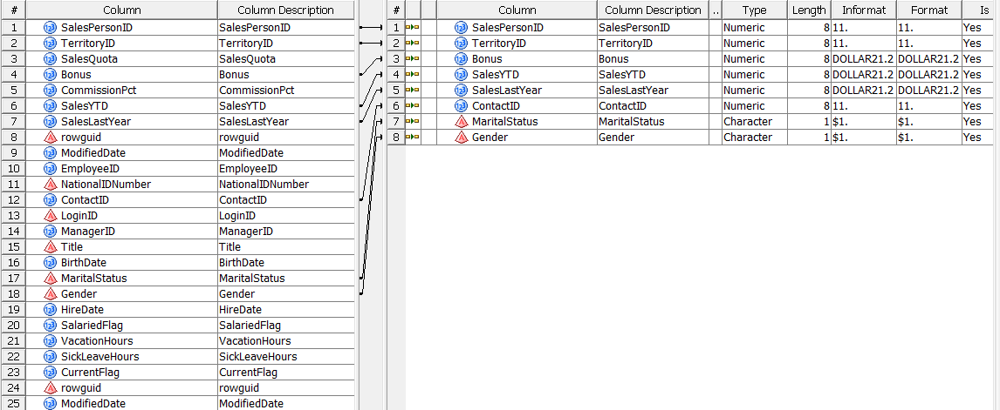 # Column Column Description # Column Column Description .. Type Length Informat Format Is
1 SalesPersonID SalesPersonID 1 SalesPersonID SalesPersonID Numeric 8 11. 11. Yes
2 TerritoryID TerritoryID 2 TerritoryID TerritoryID Numeric 8 11. 11. Yes
3 SalesQuota SalesQuota 3 Bonus Bonus Numeric 8 DOLLAR21.2 DOLLAR21.2 Yes
4 Bonus Bonus 4 SalesYTD SalesYTD Numeric 8 DOLLAR21.2 DOLLAR21.2 Yes
5 CommissionPct CommissionPct 5 SalesLastYear SalesLastYear Numeric 8 DOLLAR21.2 DOLLAR21.2 Yes
6 SalesYTD SalesYTD 6 ContactID ContactID Numeric 8 11. 11. Yes
7 SalesLastYear SalesLastYear 7 MaritalStatus MaritalStatus Character 1 $1. $1. Yes
8 rowguid rowguid 8 Gender Gender Character 1 $1. $1. Yes
9 ModifiedDate ModifiedDate
10 EmployeeID EmployeeID
11 NationalIDNumber NationalIDNumber
12 ContactID ContactID
13 LoginID LoginID
14 ManagerID ManagerID
15 Title Title
16 BirthDate BirthDate
17 MaritalStatus MaritalStatus
18 Gender Gender
19 HireDate HireDate
20 SalariedFlag SalariedFlag
21 VacationHours VacationHours
22 SickLeaveHours SickLeaveHours
23 CurrentFlag CurrentFlag
24 rowguid rowguid
25 ModifiedDate ModifiedDate